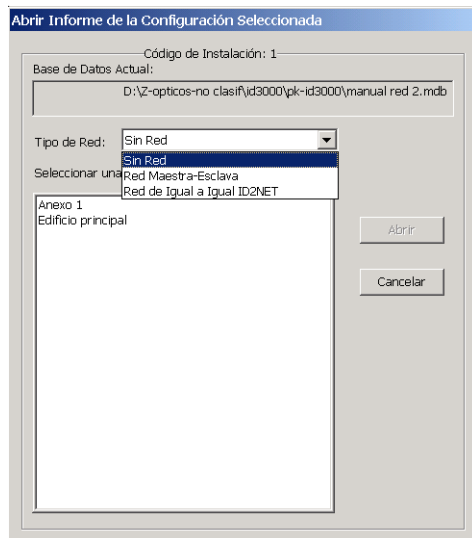 Abrir Informe de la Configuración Seleccionada
Código de Instalación: 1
Base de Datos Actual:
D:\Z-opticos-no clasif\id3000\pk-id3000\manual red 2.mdb
Tipo de Red: Sin Red
Sin Red
Red Maestra-Esclava
Seleccionar una
Red de Igual a Igual ID2NET
Anexo 1
Edificio principal
Abrir
Cancelar